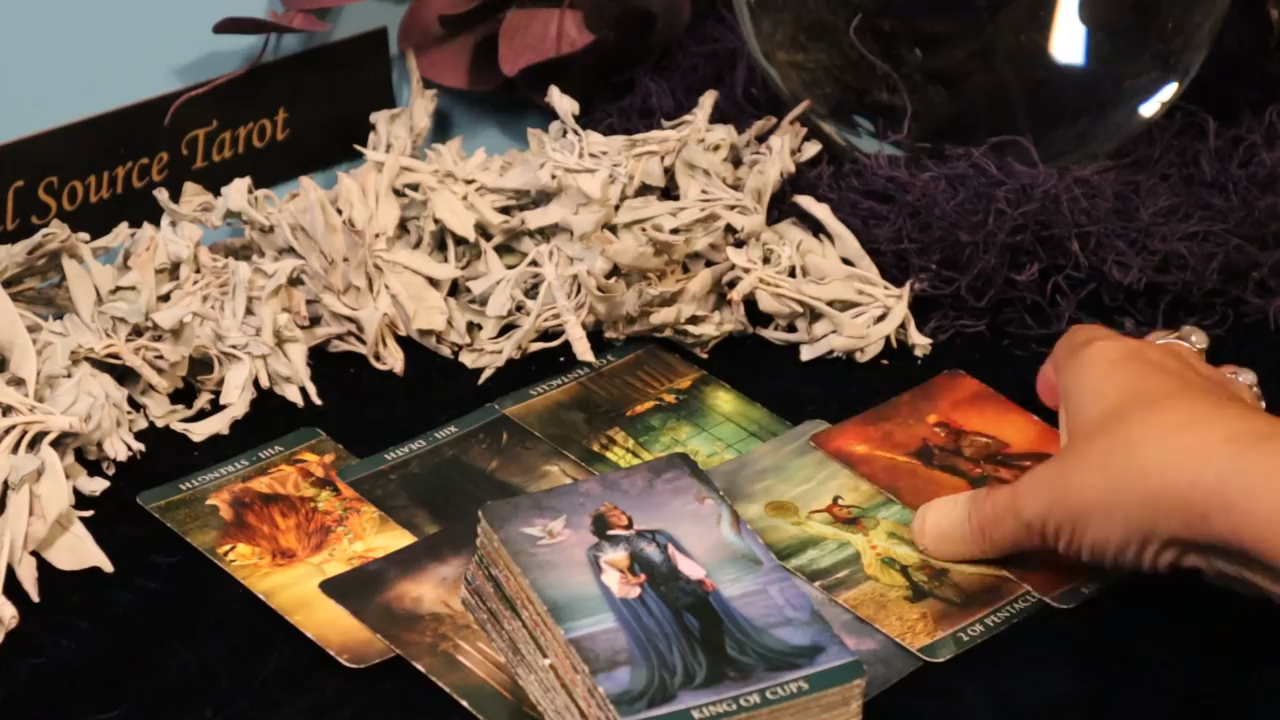 l Source Tarot
3 OF PENTACLES
XIII · DEATH
VIII · STRENGTH
2 OF PENTACLES
KING OF CUPS